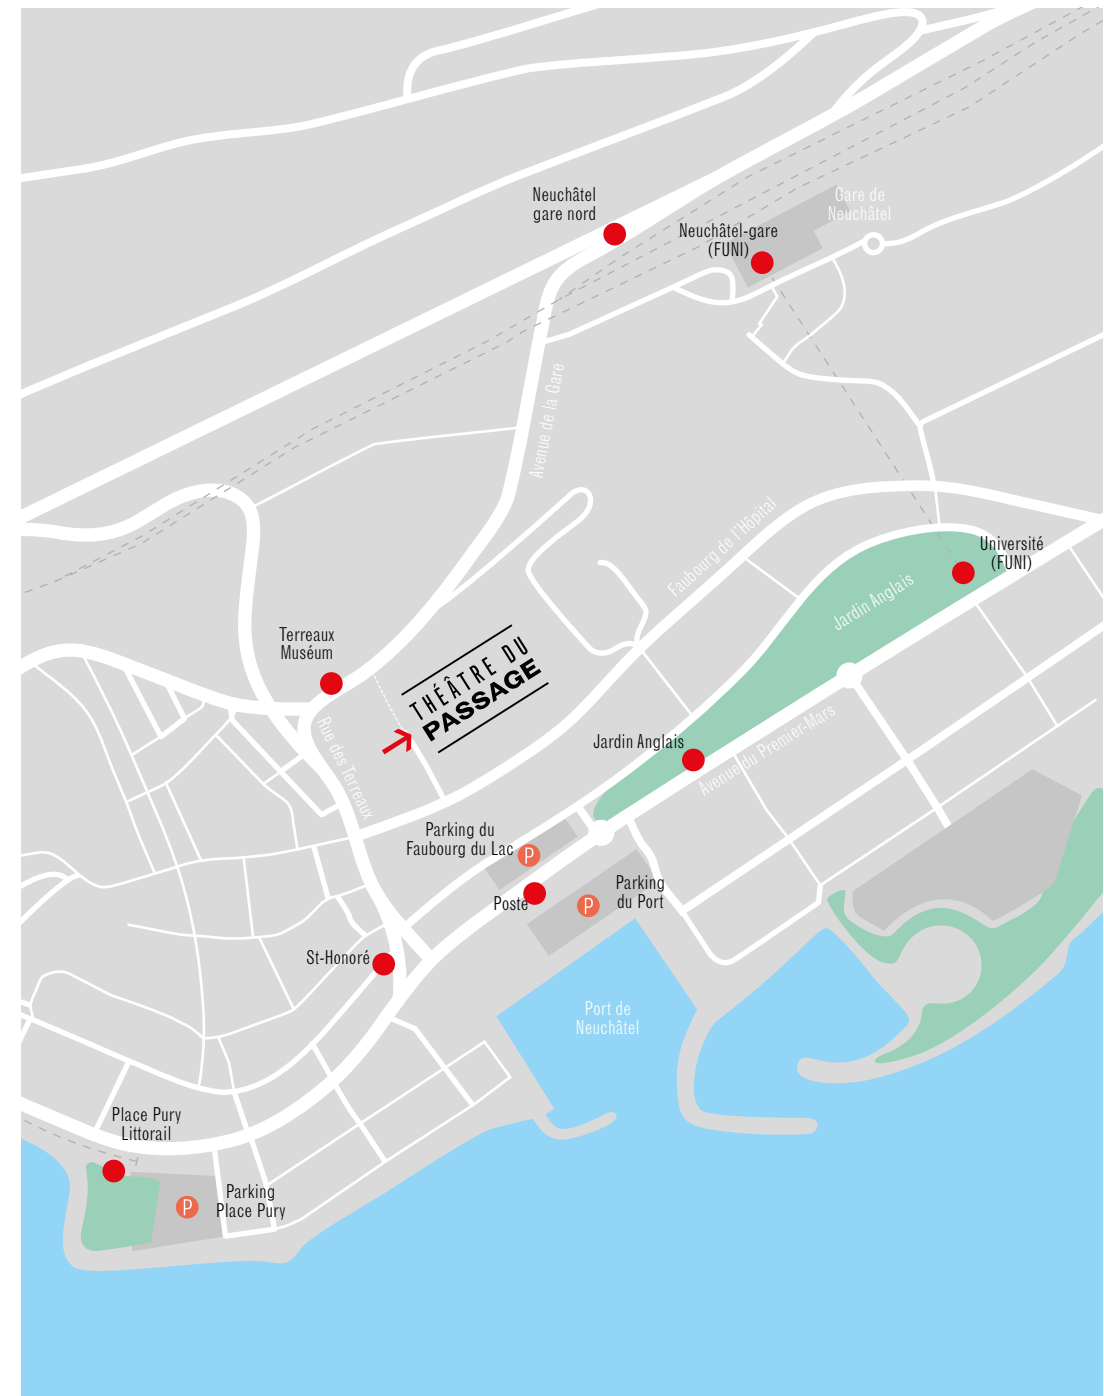 Neuchâtel
gare nord
Gare de
Neuchâtel
Neuchâtel-gare
(FUNI)
Avenue de la Gare
Faubourg de l'Hôpital
Université
(FUNI)
Jardin Anglais
Terreaux
Muséum
THÉÂTRE DU
PASSAGE
Rue des Terreaux
Jardin Anglais
Avenue du Premier-Mars
Parking du
Faubourg du Lac
P
Poste
P
Parking
du Port
St-Honoré
Port de
Neuchâtel
Place Pury
Littorail
P
Parking
Place Pury